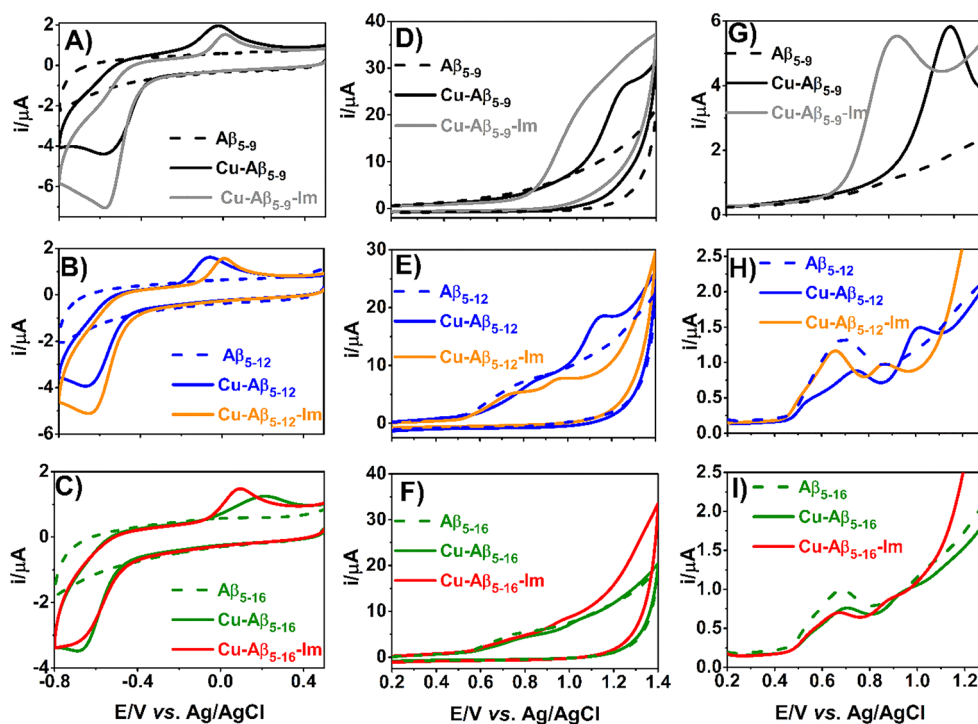 A)
i/µA
2
0
-2
-4
-6
Aβ5-9
Cu-Aβ5-9
Cu-Aβ5-9-Im
D)
i/µA
40
30
20
10
0
Aβ5-9
Cu-Aβ5-9
Cu-Aβ5-9-Im
G)
i/µA
6
4
2
0
Aβ5-9
Cu-Aβ5-9
Cu-Aβ5-9-Im
B)
i/µA
2
0
-2
-4
-6
Aβ5-12
Cu-Aβ5-12
Cu-Aβ5-12-Im
E)
i/µA
30
20
10
0
Aβ5-12
Cu-Aβ5-12
Cu-Aβ5-12-Im
H)
i/µA
2.5
2.0
1.5
1.0
0.5
0.0
Aβ5-12
Cu-Aβ5-12
Cu-Aβ5-12-Im
C)
i/µA
2
0
-2
-4
Aβ5-16
Cu-Aβ5-16
Cu-Aβ5-16-Im
-0.8 -0.4 0.0 0.4
E/V vs. Ag/AgCl
F)
i/µA
40
30
20
10
0
Aβ5-16
Cu-Aβ5-16
Cu-Aβ5-16-Im
0.2 0.4 0.6 0.8 1.0 1.2 1.4
E/V vs. Ag/AgCl
I)
i/µA
2.5
2.0
1.5
1.0
0.5
0.0
Aβ5-16
Cu-Aβ5-16
Cu-Aβ5-16-Im
0.2 0.4 0.6 0.8 1.0 1.2
E/V vs. Ag/AgCl